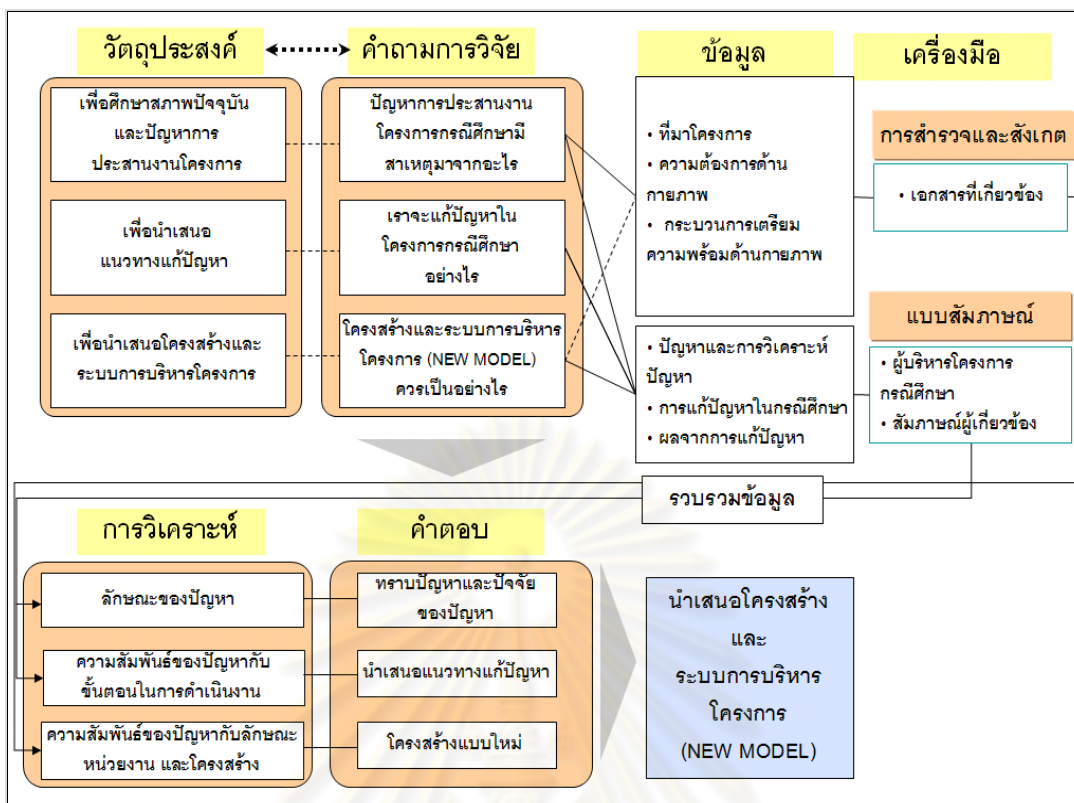 วัตถุประสงค์
คำถามการวิจัย
ข้อมูล
เครื่องมือ
เพื่อศึกษาสภาพปัจจุบัน
และปัญหาการ
ประสานงานโครงการ
เพื่อนำเสนอ
แนวทางแก้ปัญหา
เพื่อนำเสนอโครงสร้างและ
ระบบการบริหารโครงการ
ปัญหาการประสานงาน
โครงการกรณีศึกษามี
สาเหตุมาจากอะไร
เราจะแก้ปัญหาใน
โครงการกรณีศึกษา
อย่างไร
โครงสร้างและระบบการบริหาร
โครงการ (NEW MODEL)
ควรเป็นอย่างไร
• ที่มาโครงการ
• ความต้องการด้าน
กายภาพ
• กระบวนการเตรียม
ความพร้อมด้านกายภาพ
• ปัญหาและการวิเคราะห์
ปัญหา
• การแก้ปัญหาในกรณีศึกษา
• ผลจากการแก้ปัญหา
การสำรวจและสังเกต
• เอกสารที่เกี่ยวข้อง
แบบสัมภาษณ์
• ผู้บริหารโครงการ
กรณีศึกษา
• สัมภาษณ์ผู้เกี่ยวข้อง
รวบรวมข้อมูล
การวิเคราะห์
คำตอบ
ลักษณะของปัญหา
ความสัมพันธ์ของปัญหากับ
ขั้นตอนในการดำเนินงาน
ความสัมพันธ์ของปัญหากับลักษณะ
หน่วยงาน และโครงสร้าง
ทราบปัญหาและปัจจัย
ของปัญหา
นำเสนอแนวทางแก้ปัญหา
โครงสร้างแบบใหม่
นำเสนอโครงสร้าง
และ
ระบบการบริหาร
โครงการ
(NEW MODEL)